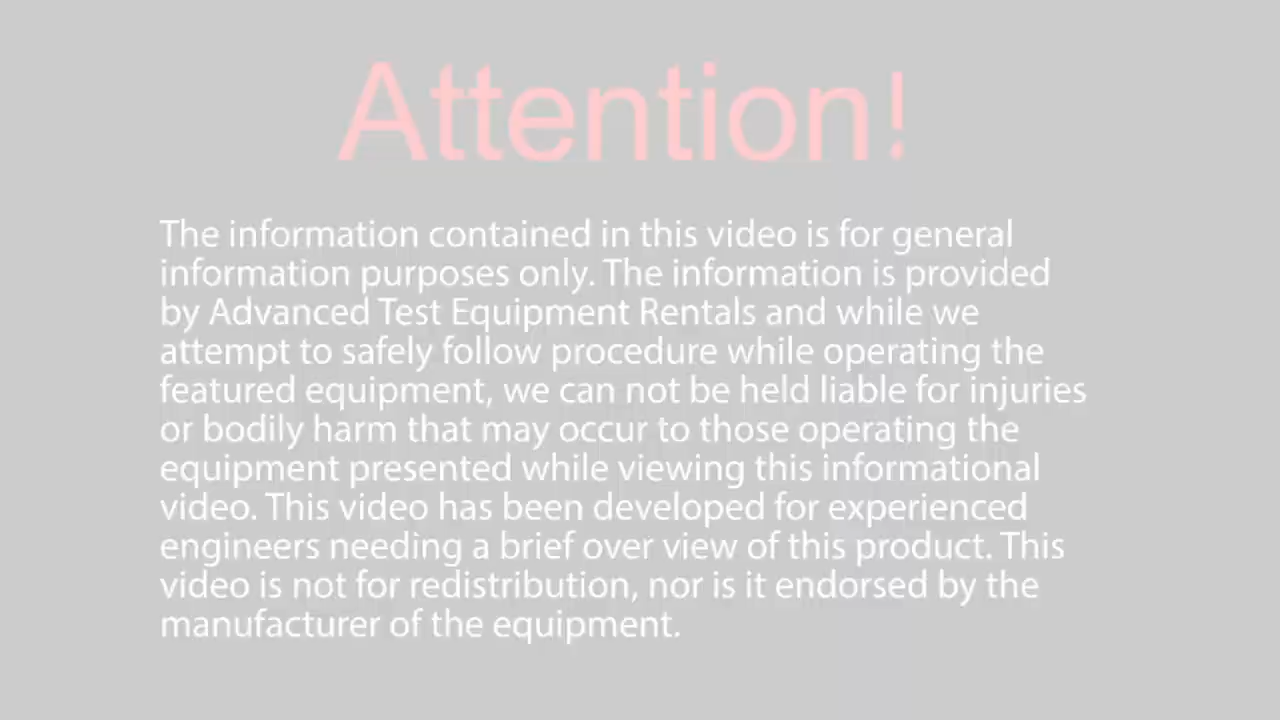 Attention!
The information contained in this video is for general
information purposes only. The information is provided
by Advanced Test Equipment Rentals and while we
attempt to safely follow procedure while operating the
featured equipment, we can not be held liable for injuries
or bodily harm that may occur to those operating the
equipment presented while viewing this informational
video. This video has been developed for experienced
engineers needing a brief over view of this product. This
video is not for redistribution, nor is it endorsed by the
manufacturer of the equipment.